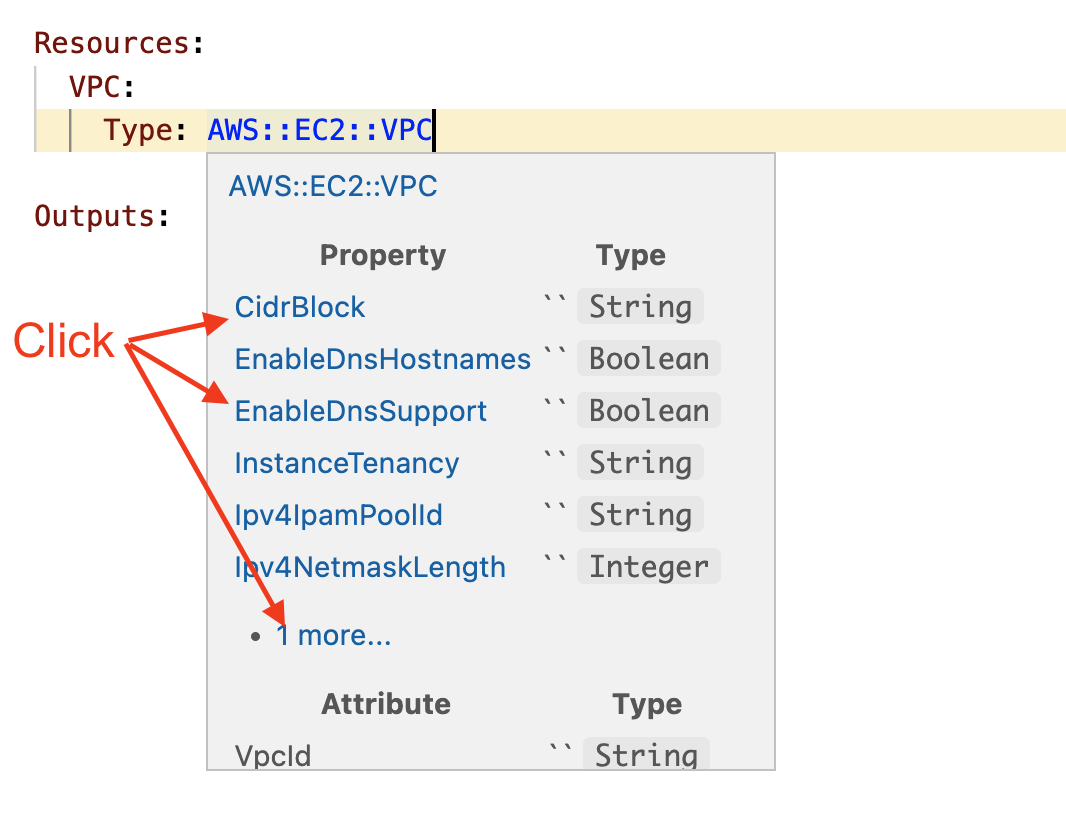 Resources:
VPC:
Type: AWS::EC2::VPC
AWS::EC2::VPC
Outputs:
Property Type
CidrBlock `` String
Click
EnableDnsHostnames `` Boolean
EnableDnsSupport `` Boolean
InstanceTenancy `` String
Ipv4IpamPoolId `` String
Ipv4NetmaskLength `` Integer
• 1 more...
Attribute Type
VpcId `` String